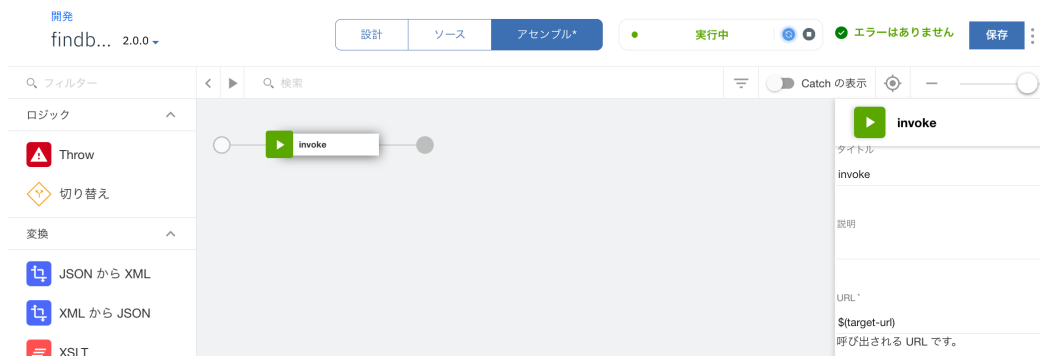 開発
findb... 2.0.0
設計 ソース アセンブル*
実行中
エラーはありません
保存
フィルター
検索
Catch の表示
ロジック
Throw
切り替え
変換
JSON から XML
XML から JSON
XSLT
invoke
invoke
タイトル
invoke
説明
URL *
$(target-url)
呼び出される URL です。